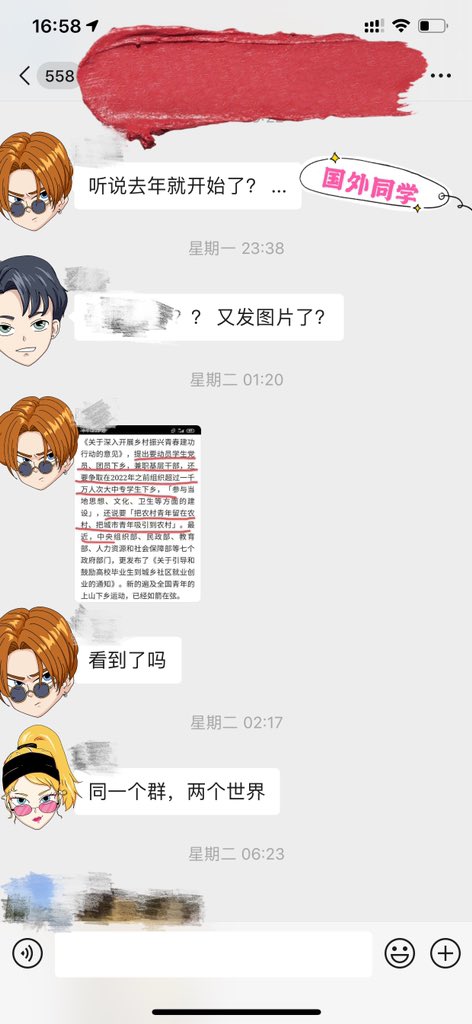 16:58
558
听说去年就开始了? ...
国外同学
星期一 23:38
? ? 又发图片了?
星期二 01:20
《关于深入开展乡村振兴青春建功
行动的意见》,提出要动员学生党
员、团员下乡,兼职基层干部,还
要争取在2022年之前组织超过一千
万人次大中专学生下乡,「参与当
地思想、文化、卫生等方面的建
设」,还说要「把农村青年留在农
村,把城市青年吸引到农村」。最
近,中央组织部、民政部、教育
部、人力资源和社会保障部等七个
政府部门,更发布了《关于引导和
鼓励高校毕业生到城乡社区就业创
业的通知》。新的遍及全国青年的
上山下乡运动,已经如箭在弦。
看到了吗
星期二 02:17
同一个群,两个世界
星期二 06:23